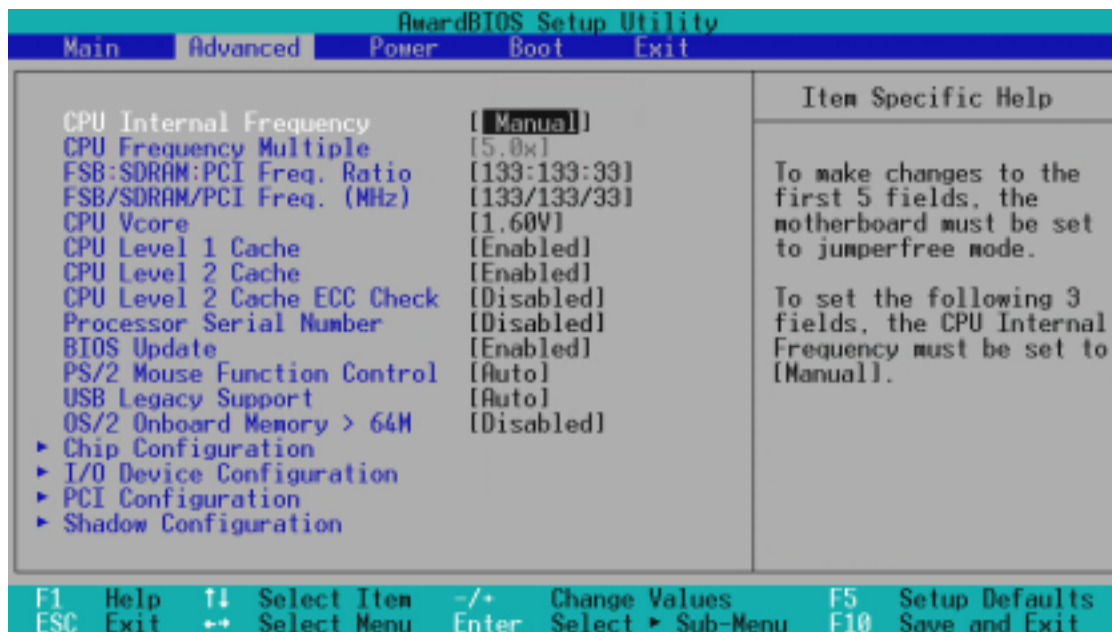 AwardBIOS Setup Utility
Main Advanced Power Boot Exit
CPU Internal Frequency [ Manual]
CPU Frequency Multiple [5.0x]
FSB:SDRAM:PCI Freq. Ratio [133:133:33]
FSB/SDRAM/PCI Freq. (MHz) [133/133/33]
CPU Vcore [1.60V]
CPU Level 1 Cache [Enabled]
CPU Level 2 Cache [Enabled]
CPU Level 2 Cache ECC Check [Disabled]
Processor Serial Number [Disabled]
BIOS Update [Enabled]
PS/2 Mouse Function Control [Auto]
USB Legacy Support [Auto]
OS/2 Onboard Memory > 64M [Disabled]
► Chip Configuration
► I/O Device Configuration
► PCI Configuration
► Shadow Configuration
Item Specific Help
To make changes to the
first 5 fields, the
motherboard must be set
to jumperfree mode.
To set the following 3
fields, the CPU Internal
Frequency must be set to
[Manual].
F1 Help ↑↓ Select Item -/+ Change Values F5 Setup Defaults
ESC Exit ←→ Select Menu Enter Select ► Sub-Menu F10 Save and Exit